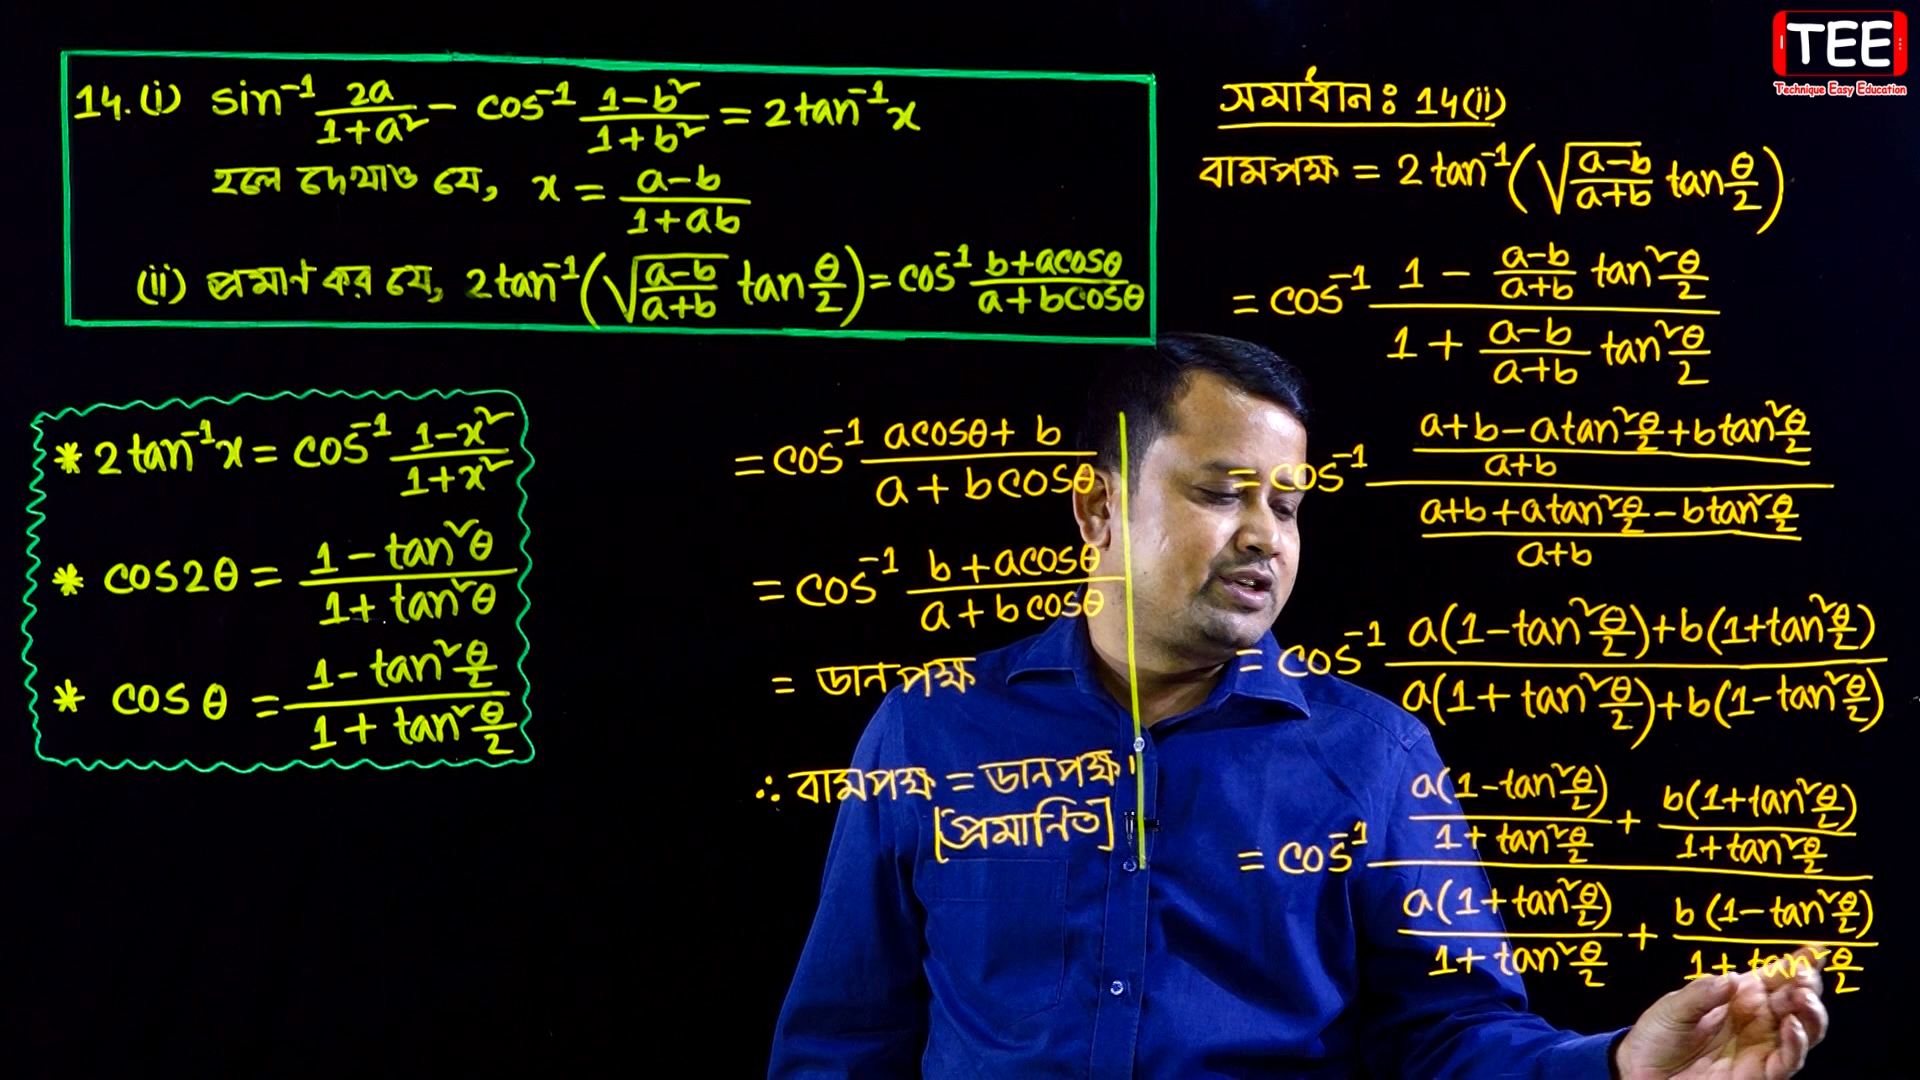 TEE
Technique Easy Education
14.(i) sin⁻¹ 2a/(1+a²) − cos⁻¹ (1−b²)/(1+b²) = 2tan⁻¹x
হলে দেখাও যে, x = (a−b)/(1+ab)
(ii) প্রমাণ কর যে, 2tan⁻¹(√((a−b)/(a+b)) tan θ/2) = cos⁻¹ (b+acosθ)/(a+bcosθ)
* 2tan⁻¹x = cos⁻¹ (1−x²)/(1+x²)
* cos2θ = (1−tan²θ)/(1+tan²θ)
* cosθ = (1−tan²θ/2)/(1+tan²θ/2)
সমাধান: 14(ii)
বামপক্ষ = 2tan⁻¹(√((a−b)/(a+b)) tan θ/2)
= cos⁻¹ (1 − (a−b)/(a+b) tan²θ/2)/(1 + (a−b)/(a+b) tan²θ/2)
= cos⁻¹ ((a+b−atan²θ/2+btan²θ/2)/(a+b))/((a+b+atan²θ/2−btan²θ/2)/(a+b))
= cos⁻¹ (a(1−tan²θ/2)+b(1+tan²θ/2))/(a(1+tan²θ/2)+b(1−tan²θ/2))
= cos⁻¹ (a(1−tan²θ/2)/(1+tan²θ/2) + b(1+tan²θ/2)/(1+tan²θ/2))/(a(1+tan²θ/2)/(1+tan²θ/2) + b(1−tan²θ/2)/(1+tan²θ/2))
= cos⁻¹ (acosθ+b)/(a+bcosθ)
= cos⁻¹ (b+acosθ)/(a+bcosθ)
= ডানপক্ষ
∴ বামপক্ষ = ডানপক্ষ।
[প্রমানিত]